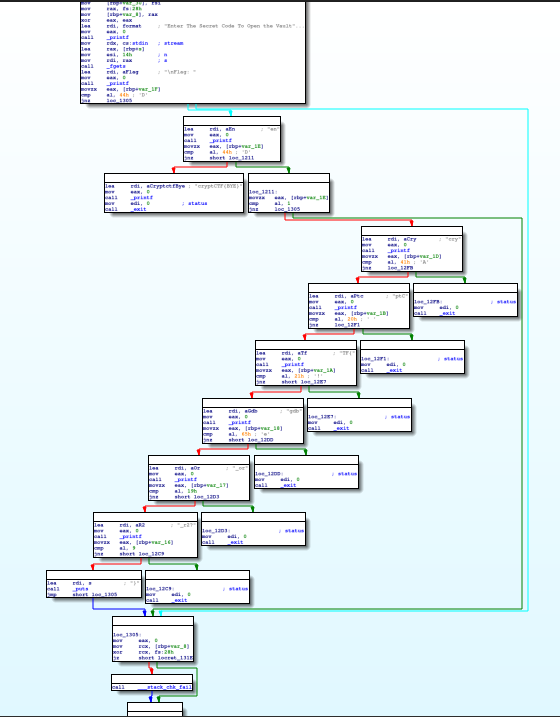 mov [rbp+var_38], rsi
mov rax, fs:28h
mov [rbp+var_8], rax
xor eax, eax
lea rdi, format ; "Enter The Secret Code To Open the Vault"...
mov eax, 0
call _printf
mov rdx, cs:stdin ; stream
lea rax, [rbp+s]
mov esi, 14h ; n
mov rdi, rax ; s
call _fgets
lea rdi, aFlag ; "\nFlag: "
mov eax, 0
call _printf
movzx eax, [rbp+var_1F]
cmp al, 44h ; 'D'
jnz loc_1305
lea rdi, aEn ; "en"
mov eax, 0
call _printf
movzx eax, [rbp+var_1E]
cmp al, 44h ; 'D'
jnz short loc_1211
lea rdi, aCryptctfBye ; "cryptCTF{BYE}"
mov eax, 0
call _printf
mov edi, 0 ; status
call _exit
loc_1211:
movzx eax, [rbp+var_1E]
cmp al, 1
jnz loc_1305
lea rdi, aCry ; "cry"
mov eax, 0
call _printf
movzx eax, [rbp+var_1D]
cmp al, 41h ; 'A'
jnz loc_12FB
lea rdi, aPtc ; "ptC"
mov eax, 0
call _printf
movzx eax, [rbp+var_1B]
jnz loc_12F1
loc_12FB: ; status
mov edi, 0
call _exit
lea rdi, aTf ; "TF{"
mov eax, 0
call _printf
movzx eax, [rbp+var_1A]
cmp al, 21h ; '!'
jnz short loc_12E7
loc_12F1: ; status
mov edi, 0
call _exit
lea rdi, aGdb ; "gdb"
mov eax, 0
call _printf
movzx eax, [rbp+var_18]
cmp al, 65h ; 'e'
jnz short loc_12DD
loc_12E7: ; status
mov edi, 0
call _exit
lea rdi, aOr ; "_or"
mov eax, 0
call _printf
movzx eax, [rbp+var_17]
cmp al, 19h
jnz short loc_12D3
loc_12DD: ; status
mov edi, 0
call _exit
lea rdi, aR2 ; "_r2?"
mov eax, 0
call _printf
movzx eax, [rbp+var_16]
cmp al, 9
jnz short loc_12C9
loc_12D3: ; status
mov edi, 0
call _exit
lea rdi, s ; "}"
call _puts
jmp short loc_1305
loc_12C9: ; status
mov edi, 0
call _exit
loc_1305:
mov eax, 0
mov rcx, [rbp+var_8]
xor rcx, fs:28h
jz short locret_131E
call ___stack_chk_fail